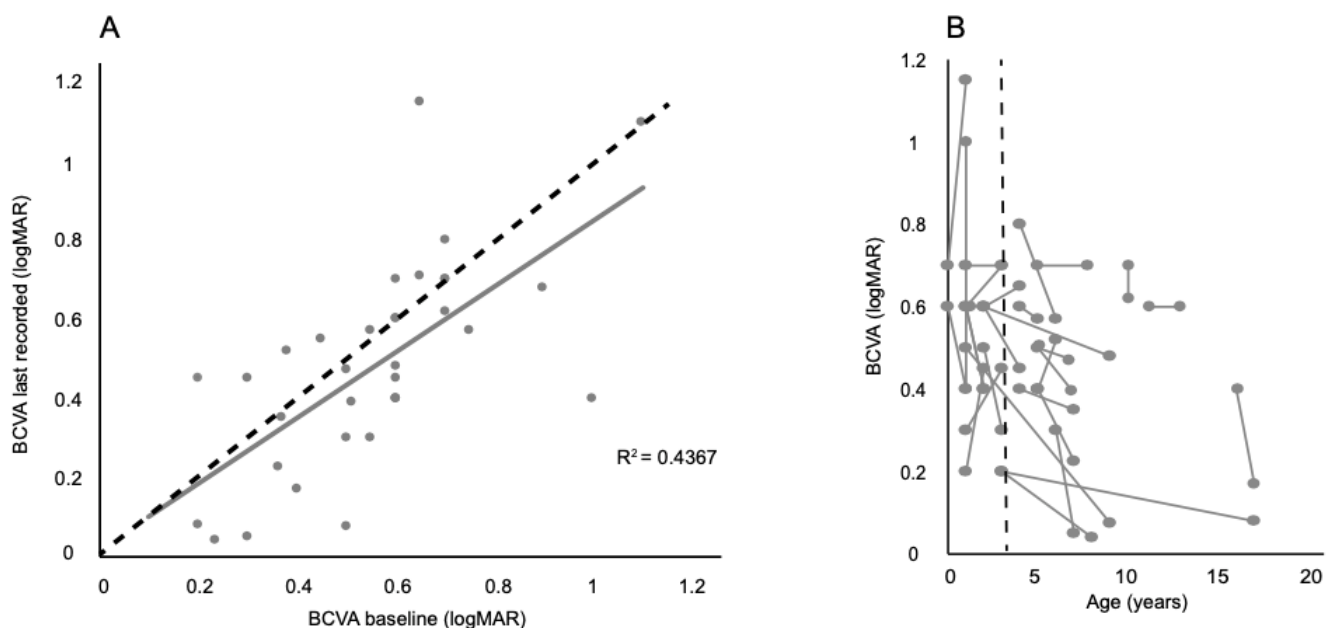 A
BCVA last recorded (logMAR)
1.2
1
0.8
0.6
0.4
0.2
0
0 0.2 0.4 0.6 0.8 1 1.2
BCVA baseline (logMAR)
R² = 0.4367
B
BCVA (logMAR)
1.2
1
0.8
0.6
0.4
0.2
0
0 5 10 15 20
Age (years)